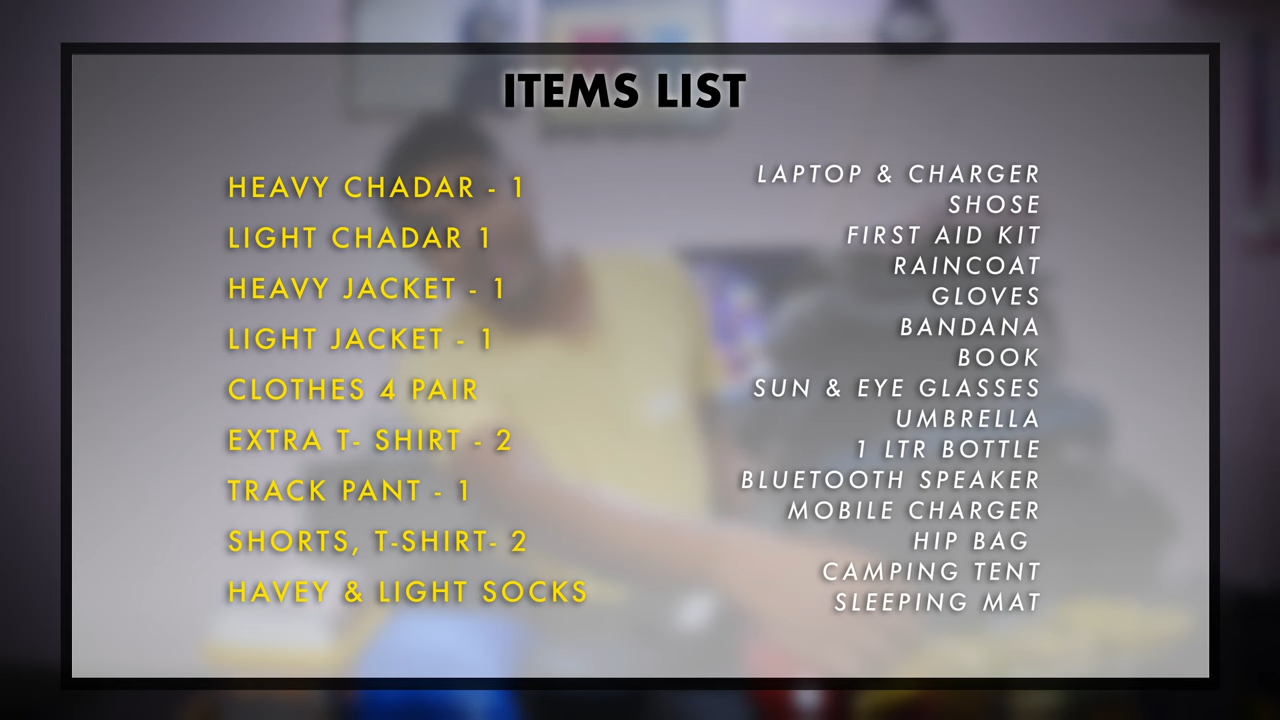 ITEMS LIST
HEAVY CHADAR - 1
LIGHT CHADAR 1
HEAVY JACKET - 1
LIGHT JACKET - 1
CLOTHES 4 PAIR
EXTRA T- SHIRT - 2
TRACK PANT - 1
SHORTS, T-SHIRT- 2
HAVEY & LIGHT SOCKS
LAPTOP & CHARGER
SHOSE
FIRST AID KIT
RAINCOAT
GLOVES
BANDANA
BOOK
SUN & EYE GLASSES
UMBRELLA
1 LTR BOTTLE
BLUETOOTH SPEAKER
MOBILE CHARGER
HIP BAG
CAMPING TENT
SLEEPING MAT